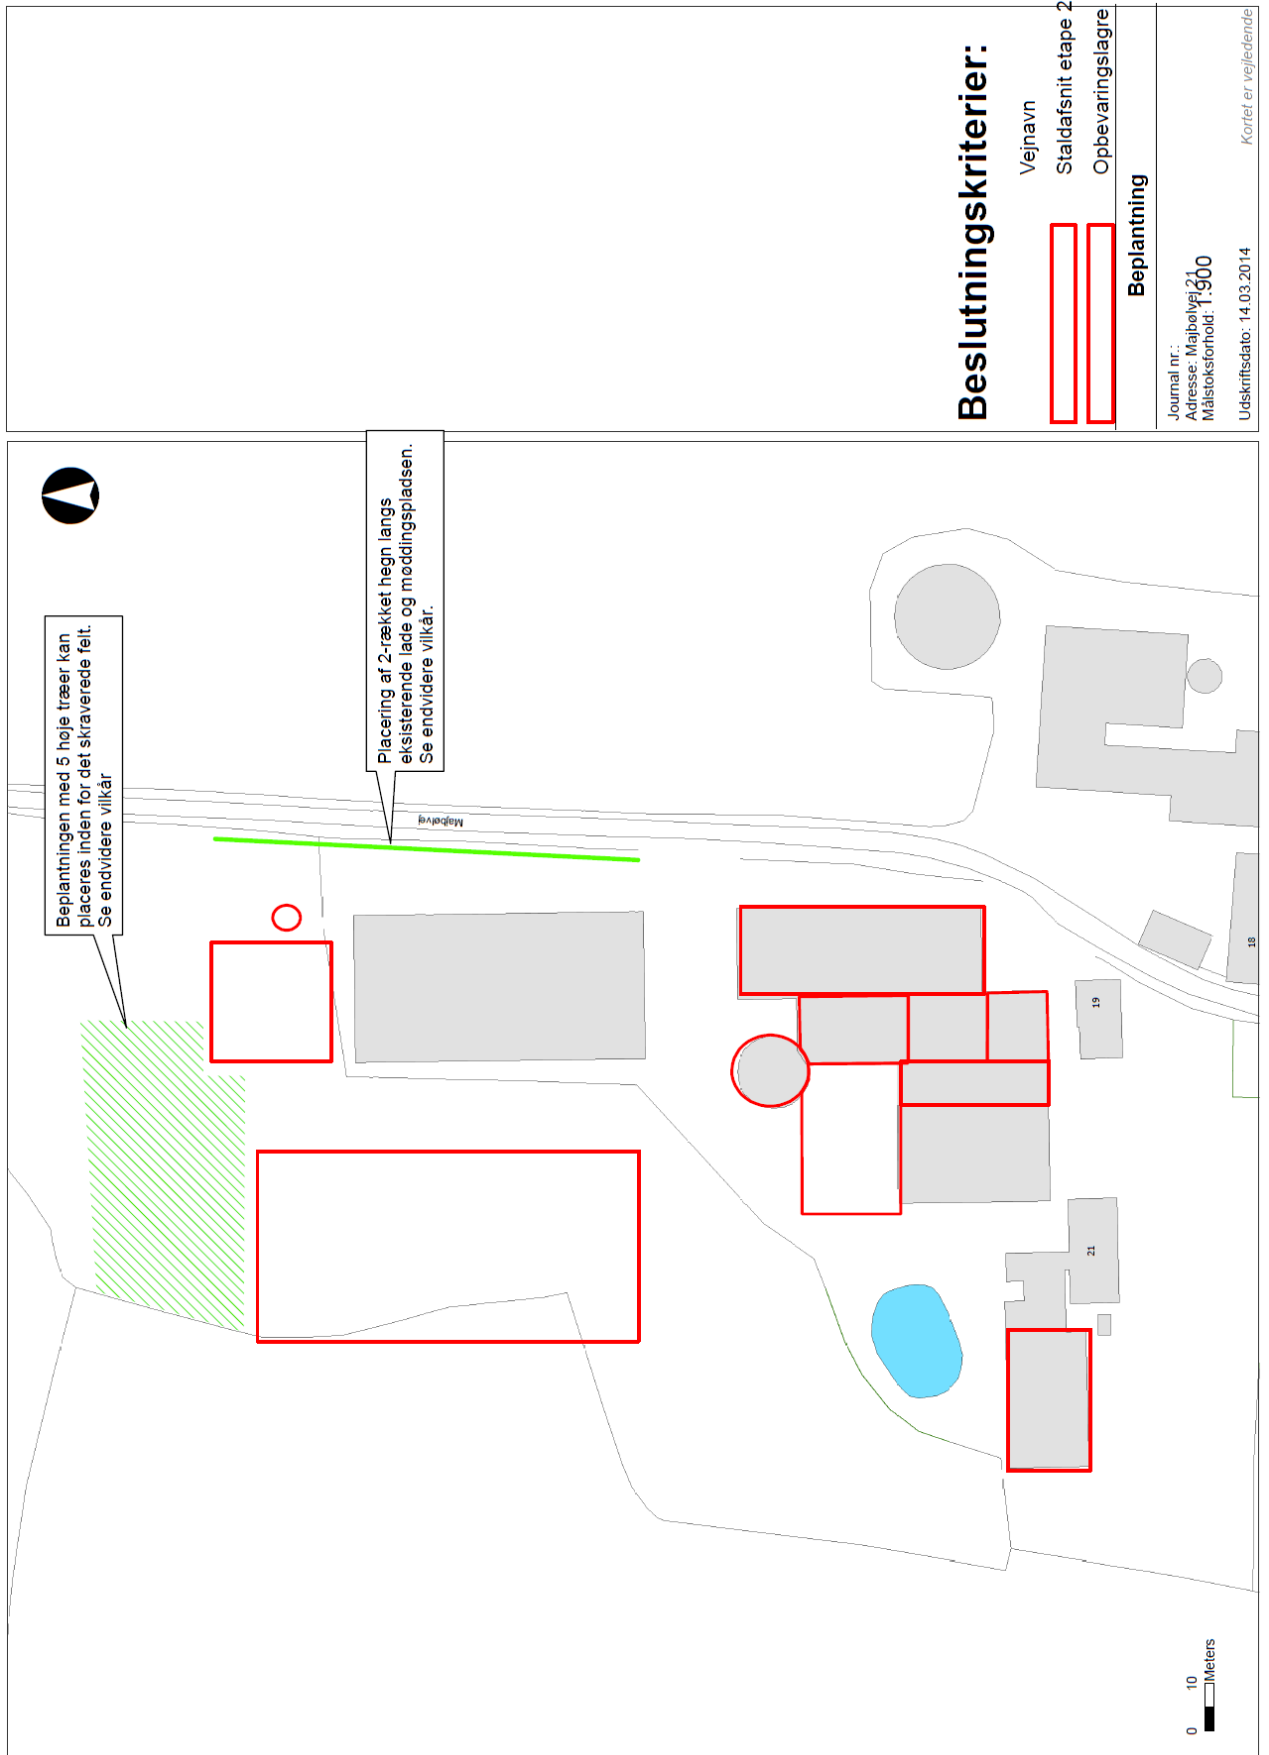 Beplantningen med 5 høje træer kan
placeres inden for det skraverede felt.
Se endvidere vilkår
Placering af 2-rækket hegn langs
eksisterende lade og møddingspladsen.
Se endvidere vilkår.
Majbølvej
18
19
21
0 10
Meters
Beslutningskriterier:
Vejnavn
Staldafsnit etape 2
Opbevaringslagre
Beplantning
Journal nr.:
Adresse: Majbølvej 21
Målstoksforhold: 1:900
Udskriftsdato: 14.03.2014
Kortet er vejledende